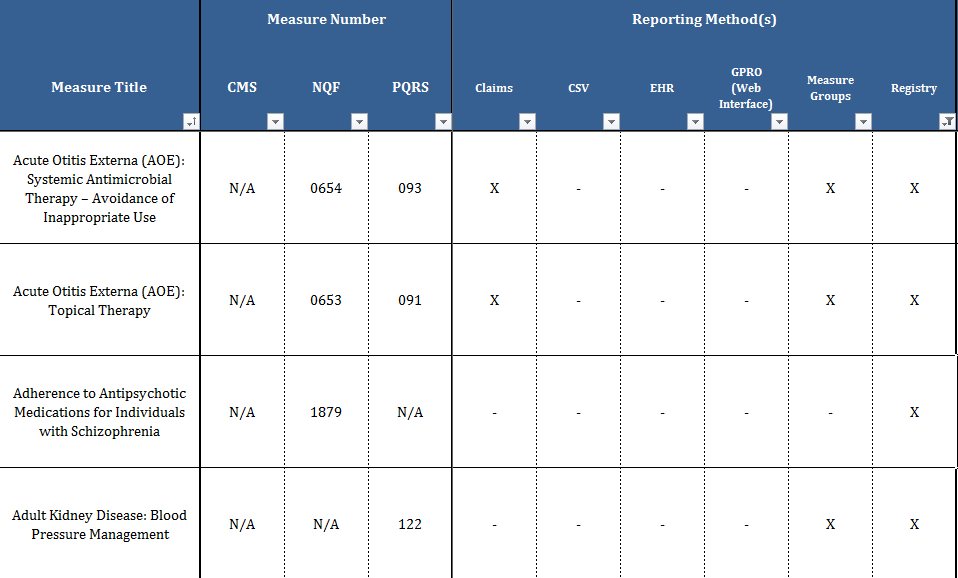 Measure Number
Reporting Method(s)
Measure Title
CMS
NQF
PQRS
Claims
CSV
EHR
GPRO
(Web
Interface)
Measure
Groups
Registry
Acute Otitis Externa (AOE):
Systemic Antimicrobial
Therapy – Avoidance of
Inappropriate Use
N/A
0654
093
X
-
-
-
X
X
Acute Otitis Externa (AOE):
Topical Therapy
N/A
0653
091
X
-
-
-
X
X
Adherence to Antipsychotic
Medications for Individuals
with Schizophrenia
N/A
1879
N/A
-
-
-
-
-
X
Adult Kidney Disease: Blood
Pressure Management
N/A
N/A
122
-
-
-
-
X
X